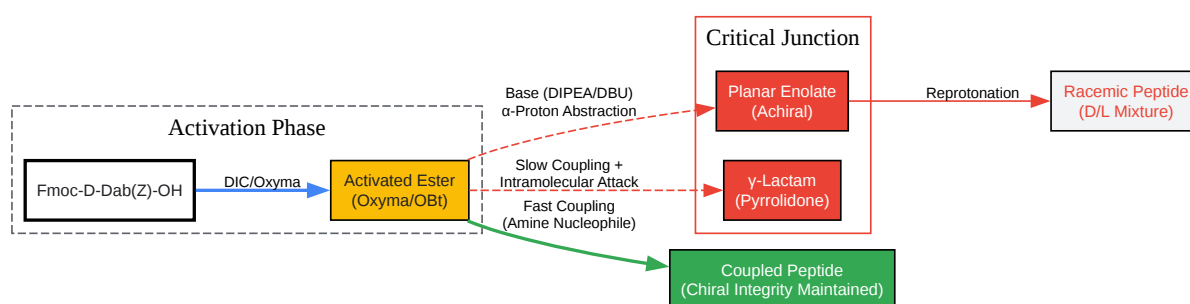 Activation Phase
Fmoc-D-Dab(Z)-OH
DIC/Oxyma
Activated Ester
(Oxyma/OBt)
Base (DIPEA/DBU)
α-Proton Abstraction
Slow Coupling +
Intramolecular Attack
Fast Coupling
(Amine Nucleophile)
Critical Junction
Planar Enolate
(Achiral)
γ-Lactam
(Pyrrolidone)
Reprotonation
Racemic Peptide
(D/L Mixture)
Coupled Peptide
(Chiral Integrity Maintained)